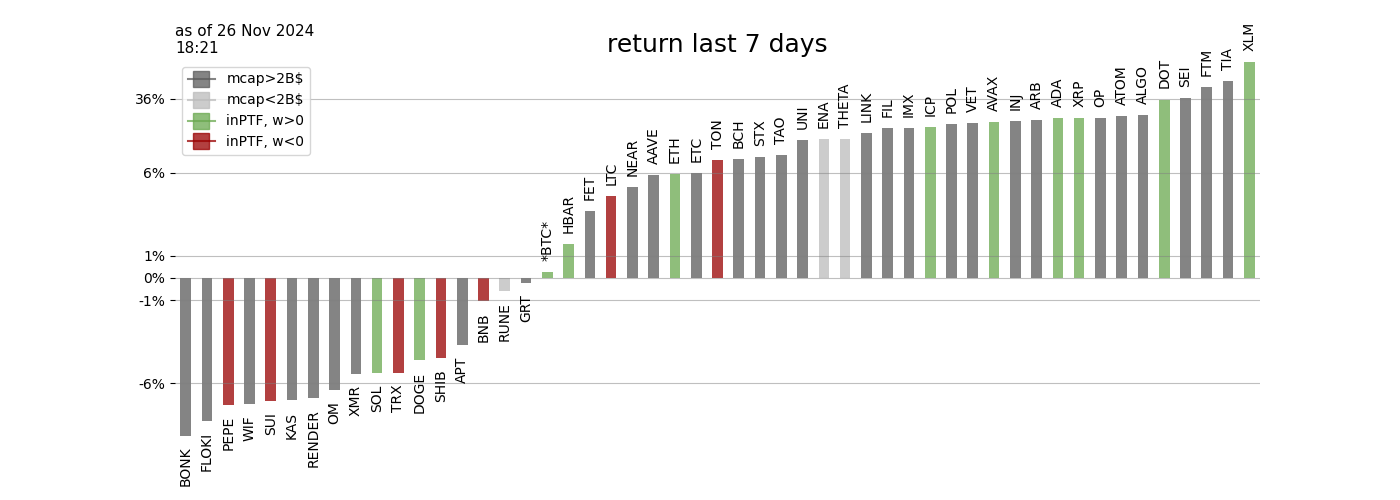 as of 26 Nov 2024
18:21
return last 7 days
mcap>2B$
mcap<2B$
inPTF, w>0
inPTF, w<0
36%
6%
1%
0%
-1%
-6%
BONK
FLOKI
PEPE
WIF
SUI
KAS
RENDER
OM
XMR
SOL
TRX
DOGE
SHIB
APT
BNB
RUNE
GRT
*BTC*
HBAR
FET
LTC
NEAR
AAVE
ETH
ETC
TON
BCH
STX
TAO
UNI
ENA
THETA
LINK
FIL
IMX
ICP
POL
VET
AVAX
INJ
ARB
ADA
XRP
OP
ATOM
ALGO
DOT
SEI
FTM
TIA
XLM